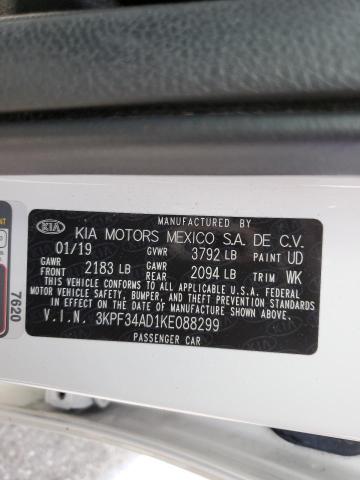 MANUFACTURED BY
KIA KIA MOTORS MEXICO S.A. DE C.V.
01/19 GVWR 3792 LB PAINT UD
GAWR FRONT 2183 LB GAWR REAR 2094 LB TRIM WK
THIS VEHICLE CONFORMS TO ALL APPLICABLE U.S.A. FEDERAL
MOTOR VEHICLE SAFETY, BUMPER, AND THEFT PREVENTION STANDARDS
IN EFFECT ON THE DATE OF MANUFACTURE SHOWN ABOVE.
V.I.N. 3KPF34AD1KE088299
PASSENGER CAR
7620